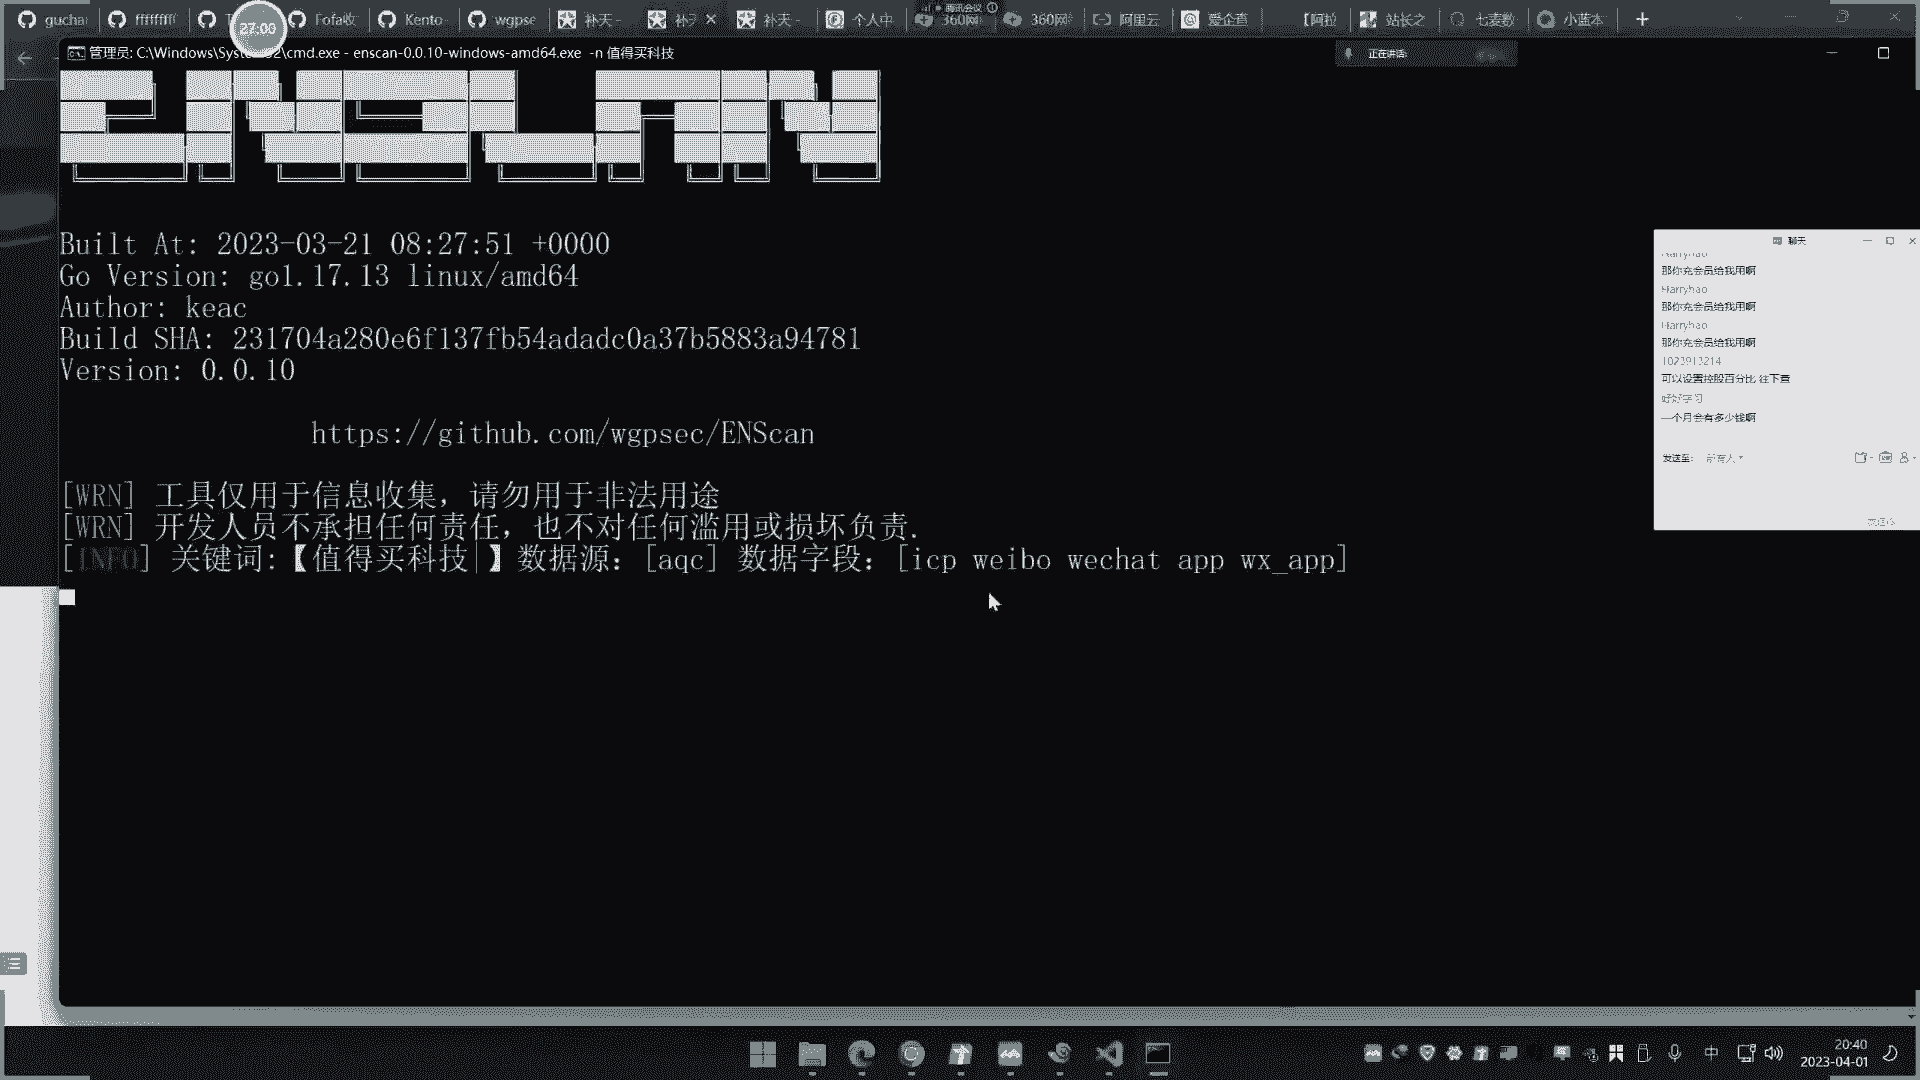 gucha
ffffffff
27:00
Fofa收
Kento
wgpse
补天 -
补天
补天 -
个人中
腾讯会议
360网
360网
阿里云
爱企查
【阿拉
站长之
七麦数
小蓝本
管理员: C:\Windows\System32\cmd.exe - enscan-0.0.10-windows-amd64.exe -n 值得买科技
正在讲话:
Built At: 2023-03-21 08:27:51 +0000
Go Version: go1.17.13 linux/amd64
Author: keac
Build SHA: 231704a280e6f137fb54adadc0a37b5883a94781
Version: 0.0.10
https://github.com/wgpsec/ENScan
[WRN] 工具仅用于信息收集，请勿用于非法用途
[WRN] 开发人员不承担任何责任，也不对任何滥用或损坏负责.
[INFO] 关键词:【值得买科技|】数据源：[aqc] 数据字段：[icp weibo wechat app wx_app]
聊天
Harryhao
那你充会员给我用啊
Harryhao
那你充会员给我用啊
Harryhao
那你充会员给我用啊
1023913214
可以设置控股百分比 往下查
好好学习
一个月会有多少钱啊
发送至:
所有人
中
20:40
2023-04-01